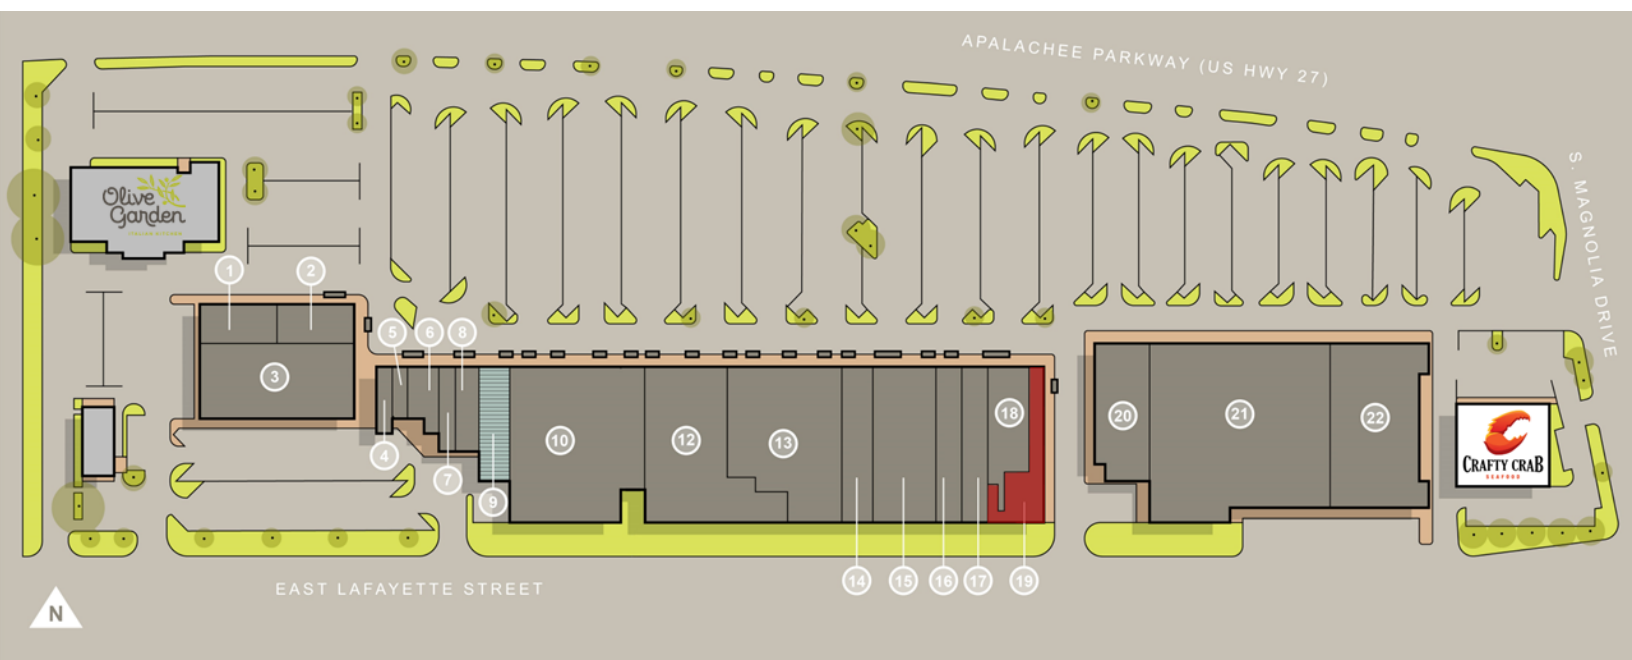 APALACHEE PARKWAY (US HWY 27)
S. MAGNOLIA DRIVE
Olive
Garden
1
2
3
5
6
8
4
7
9
10
12
13
18
20
21
22
CRAFTY CRAB
SEAFOOD
14
15
16
17
19
EAST LAFAYETTE STREET
N